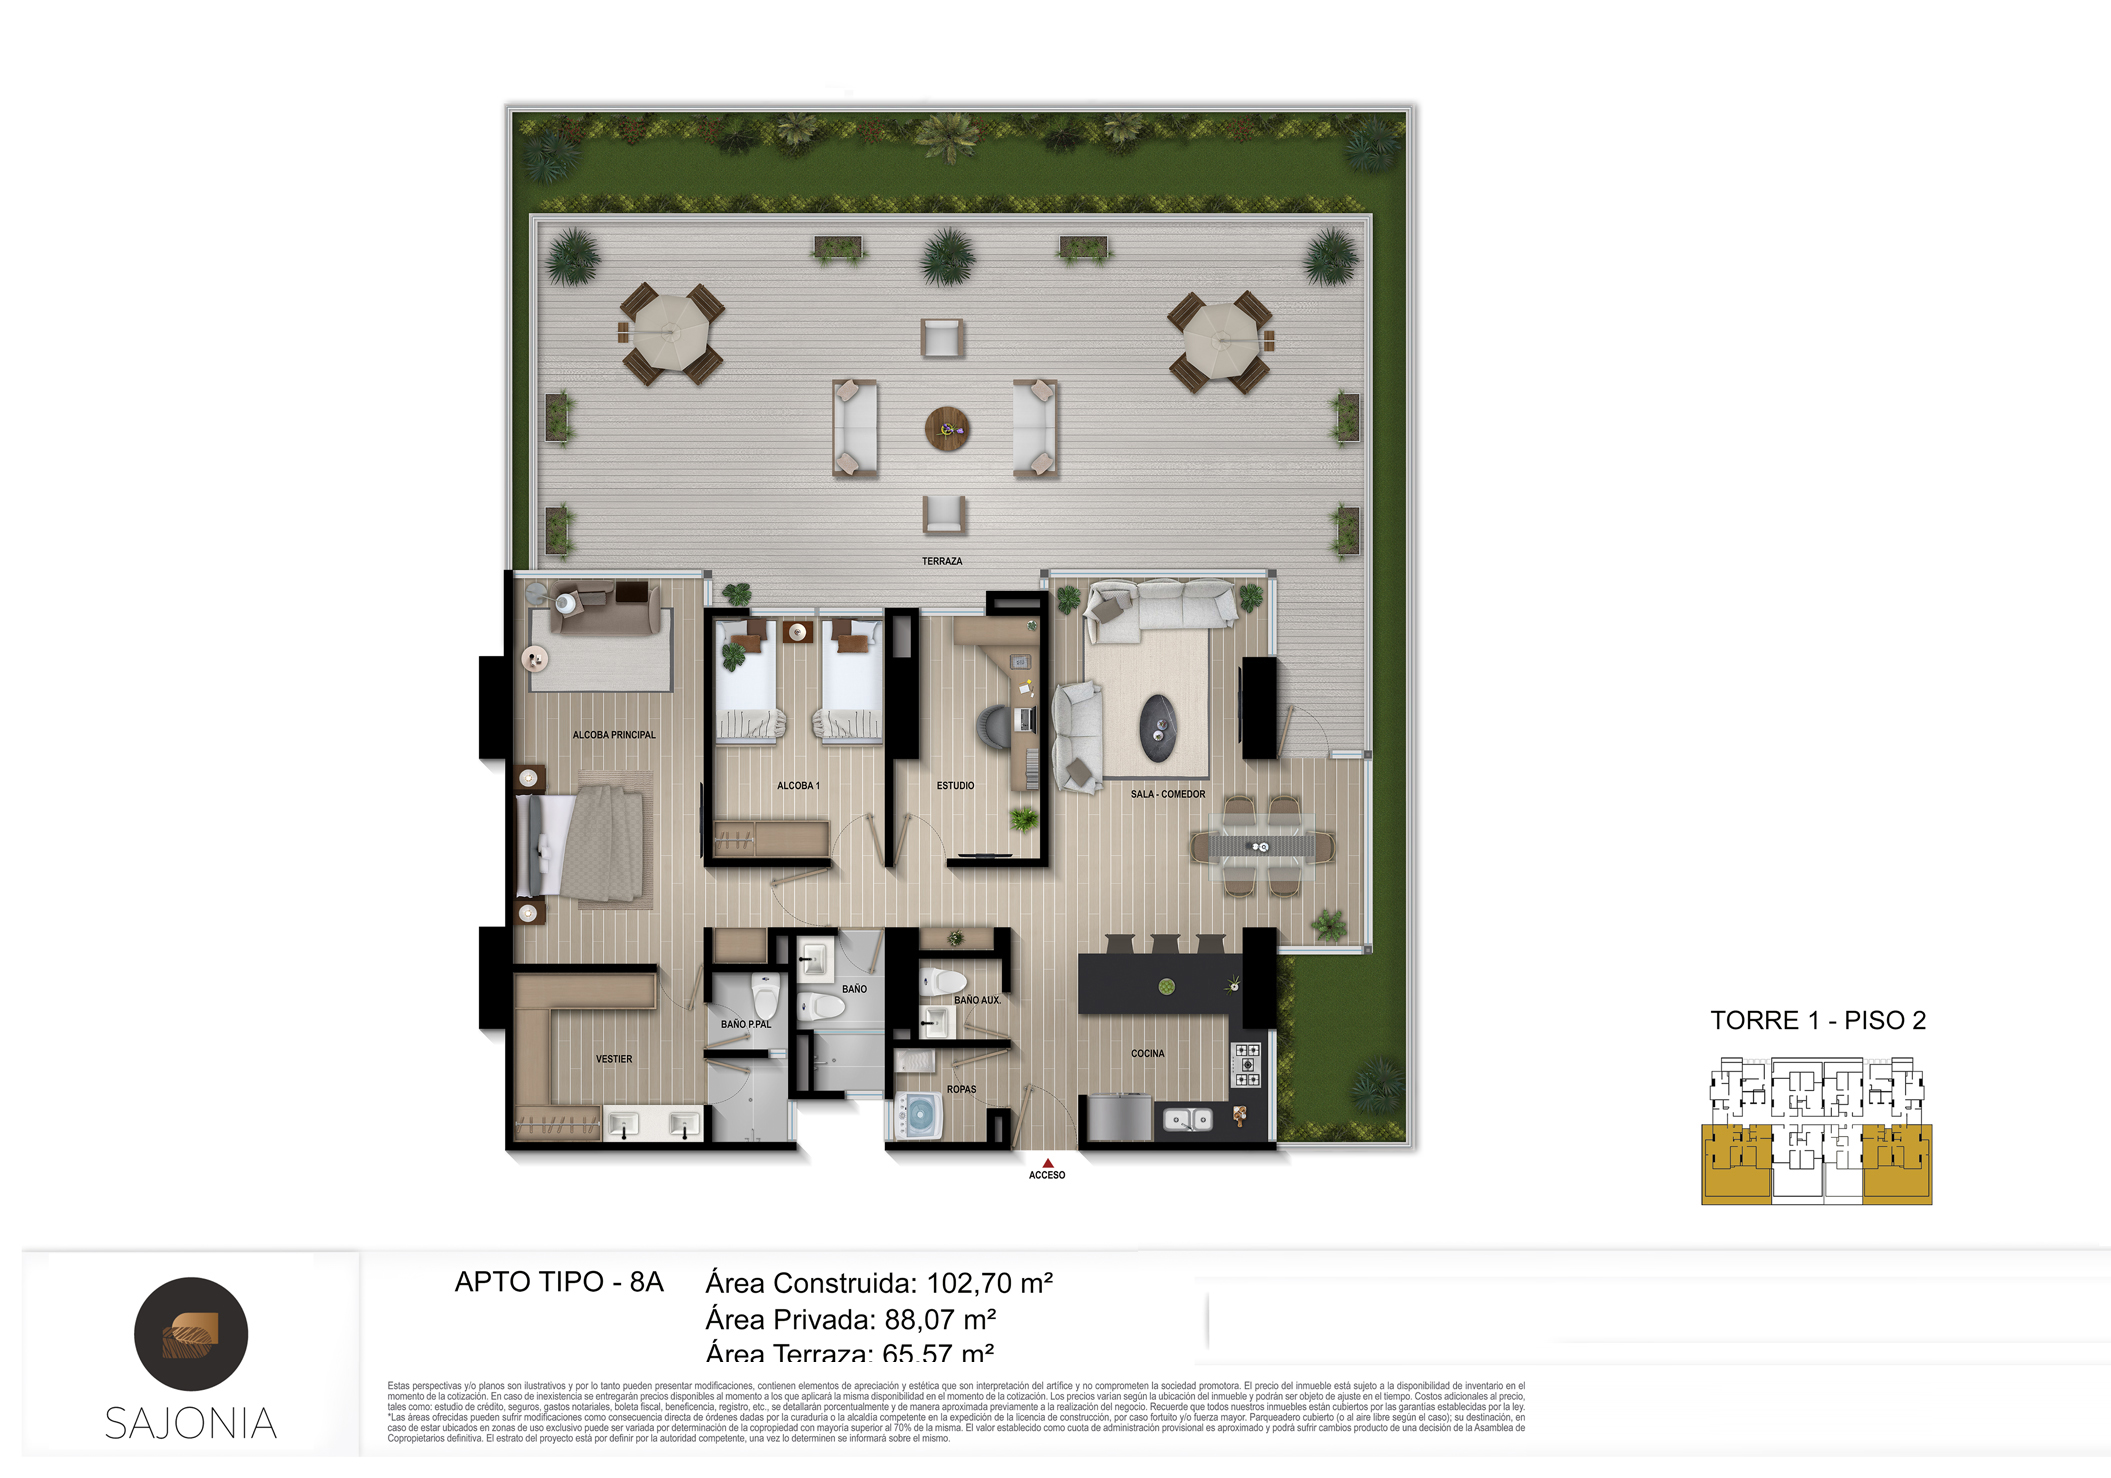 TERRAZA
ALCOBA PRINCIPAL
ALCOBA 1
ESTUDIO
SALA - COMEDOR
BAÑO
BAÑO AUX.
BAÑO P.PAL
VESTIER
COCINA
ROPAS
ACCESO
TORRE 1 - PISO 2
APTO TIPO - 8A
Área Construida: 102,70 m²
Área Privada: 88,07 m²
Área Terraza: 65,57 m²
SAJONIA
Estas perspectivas y/o planos son ilustrativos y por lo tanto pueden presentar modificaciones, contienen elementos de apreciación y estética que son interpretación del artífice y no comprometen la sociedad promotora. El precio del inmueble está sujeto a la disponibilidad de inventario en el
momento de la cotización. En caso de inexistencia se entregarán precios disponibles al momento a los que aplicará la misma disponibilidad en el momento de la cotización. Los precios varían según la ubicación del inmueble y podrán ser objeto de ajuste en el tiempo. Costos adicionales al precio,
tales como: estudio de crédito, seguros, gastos notariales, boleta fiscal, beneficencia, registro, etc., se detallarán porcentualmente y de manera aproximada previamente a la realización del negocio. Recuerde que todos nuestros inmuebles están cubiertos por las garantías establecidas por la ley.
*Las áreas ofrecidas pueden sufrir modificaciones como consecuencia directa de órdenes dadas por la curaduría o la alcaldía competente en la expedición de la licencia de construcción, por caso fortuito y/o fuerza mayor. Parqueadero cubierto (o al aire libre según el caso); su destinación, en
caso de estar ubicados en zonas de uso exclusivo puede ser variada por determinación de la copropiedad con mayoría superior al 70% de la misma. El valor establecido como cuota de administración provisional es aproximado y podrá sufrir cambios producto de una decisión de la Asamblea de
Copropietarios definitiva. El estrato del proyecto está por definir por la autoridad competente, una vez lo determinen se informará sobre el mismo.